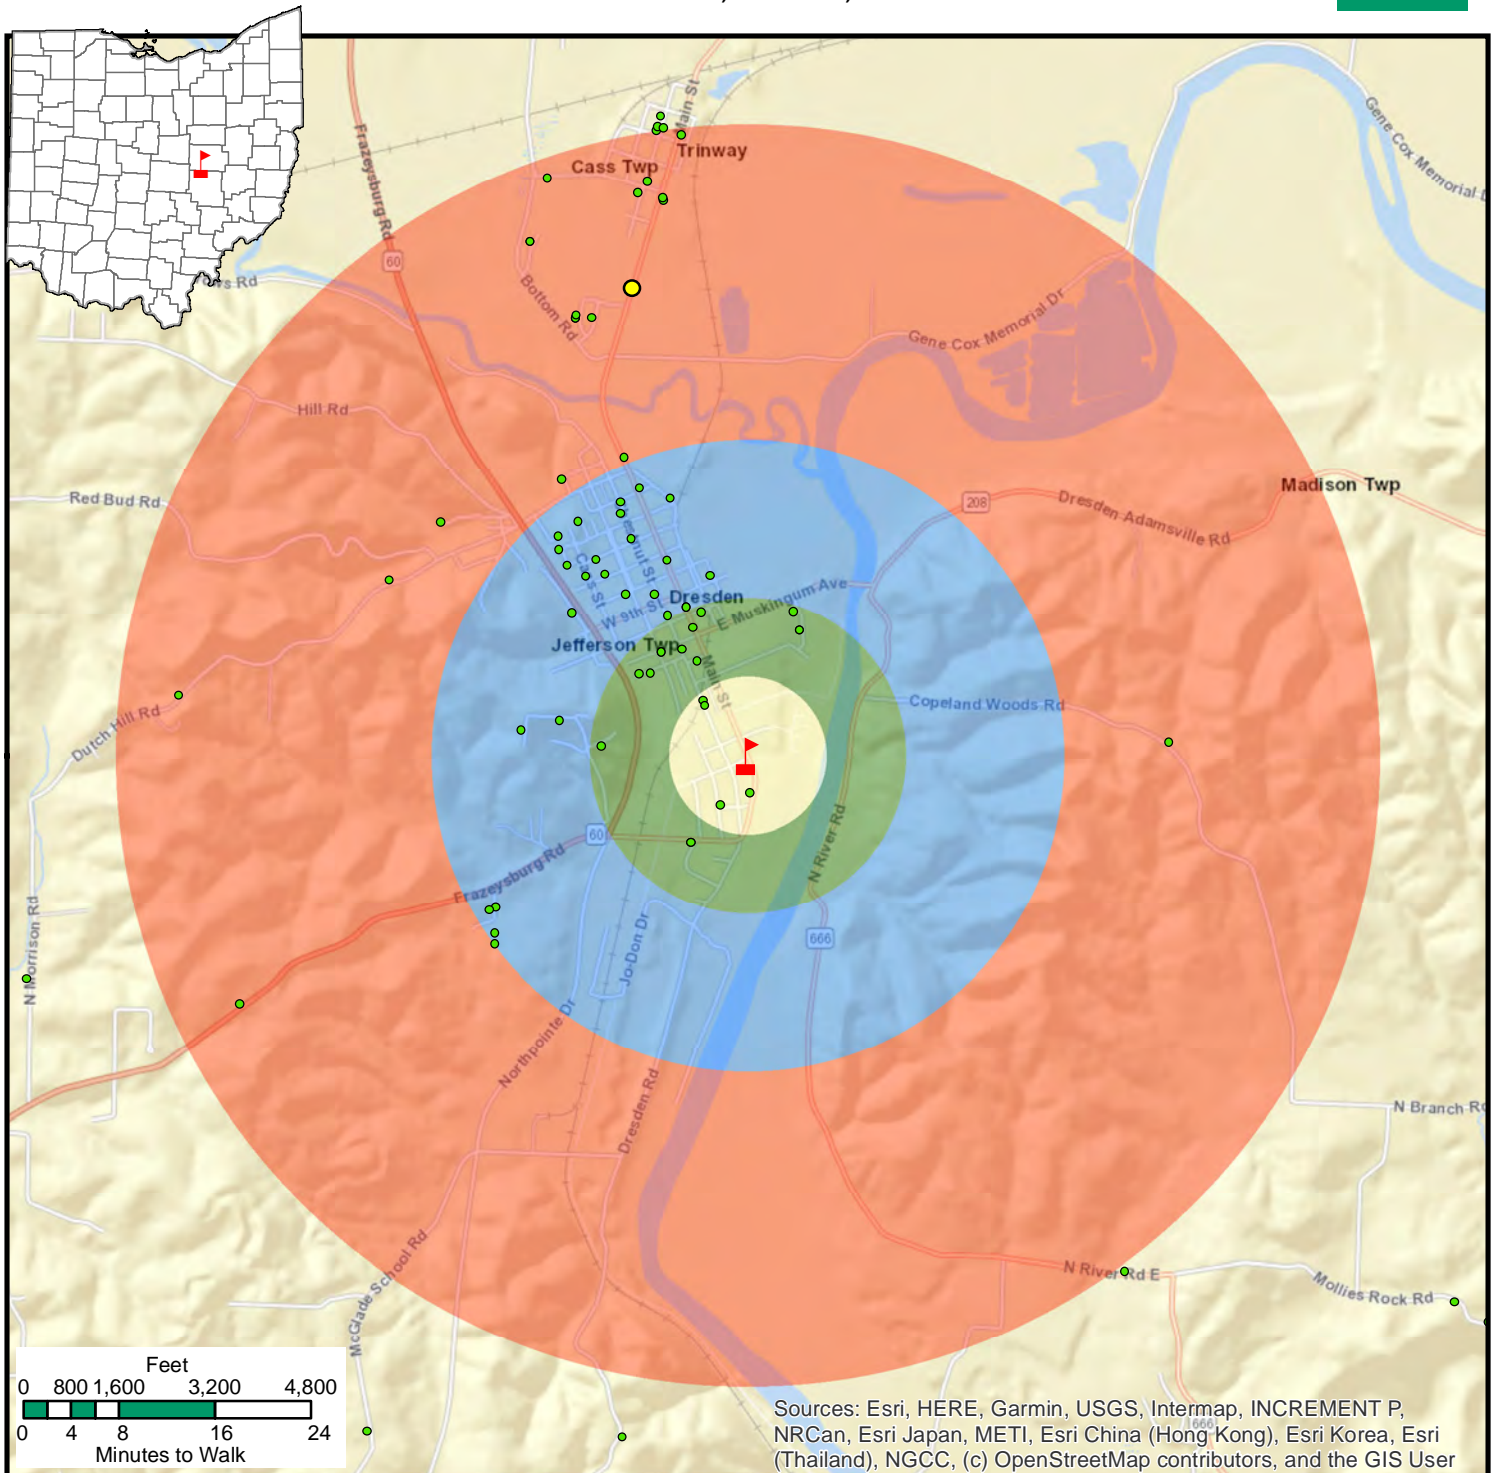 Main St
Trinway
Cass Twp
Frazeysburg Rd
60
Gene Cox Memorial
Bottom Rd
Gene Cox Memorial Dr
Hill Rd
Red Bud Rd
Madison Twp
208
Dresden Adamsville Rd
Cass St
Dresden
W 9th St
E Muskingum Ave
Jefferson Twp
Main St
Copeland Woods Rd
Dutch Hill Rd
60
Frazeysburg Rd
N River Rd
N Morrison Rd
Jo-Don Dr
666
Northpointe Dr
Dresden Rd
N Branch Rd
McGlade School Rd
N River Rd E
Mollies Rock Rd
Feet
0 800 1,600 3,200 4,800
0 4 8 16 24
Minutes to Walk
666
Sources: Esri, HERE, Garmin, USGS, Intermap, INCREMENT P,
NRCan, Esri Japan, METI, Esri China (Hong Kong), Esri Korea, Esri
(Thailand), NGCC, (c) OpenStreetMap contributors, and the GIS User